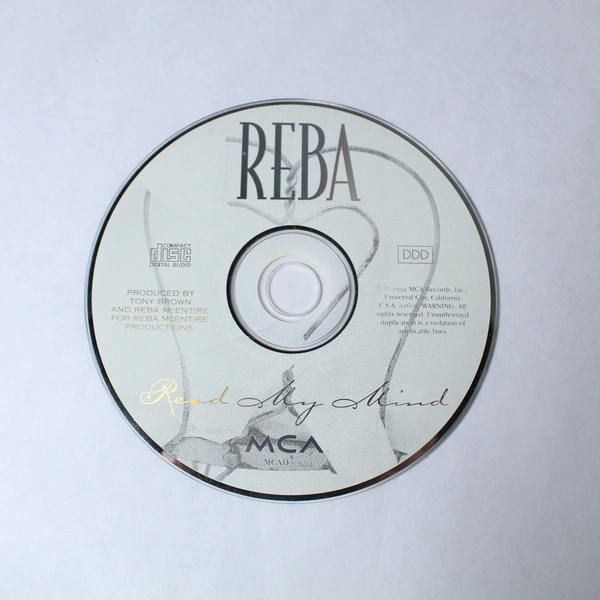 REBA
COMPACT
disc
DIGITAL AUDIO
DDD
PRODUCED BY
TONY BROWN
AND REBA McENTIRE
FOR REBA McENTIRE
PRODUCTIONS.
1994 MCA Records, Inc.,
Universal City, California
U.S.A. WARNING: All
rights reserved. Unauthorized
duplication is a violation of
applicable laws.
Read My Mind
MCA